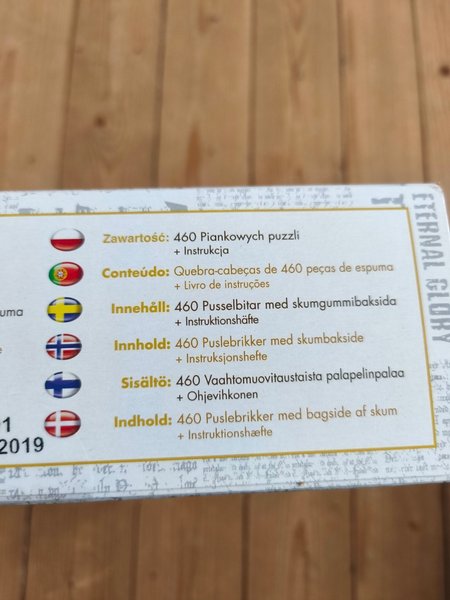 Zawartość: 460 Piankowych puzzli
+ Instrukcja
Conteúdo: Quebra-cabeças de 460 peças de espuma
+ Livro de instruções
Innehåll: 460 Pusselbitar med skumgummibaksida
+ Instruktionshäfte
Innhold: 460 Puslebrikker med skumbakside
+ Instruksjonshefte
Sisältö: 460 Vaahtomuovitaustaista palapelinpalaa
+ Ohjevihkonen
Indhold: 460 Puslebrikker med bagside af skum
+ Instruktionshæfte
2019
ETERNAL GLORY